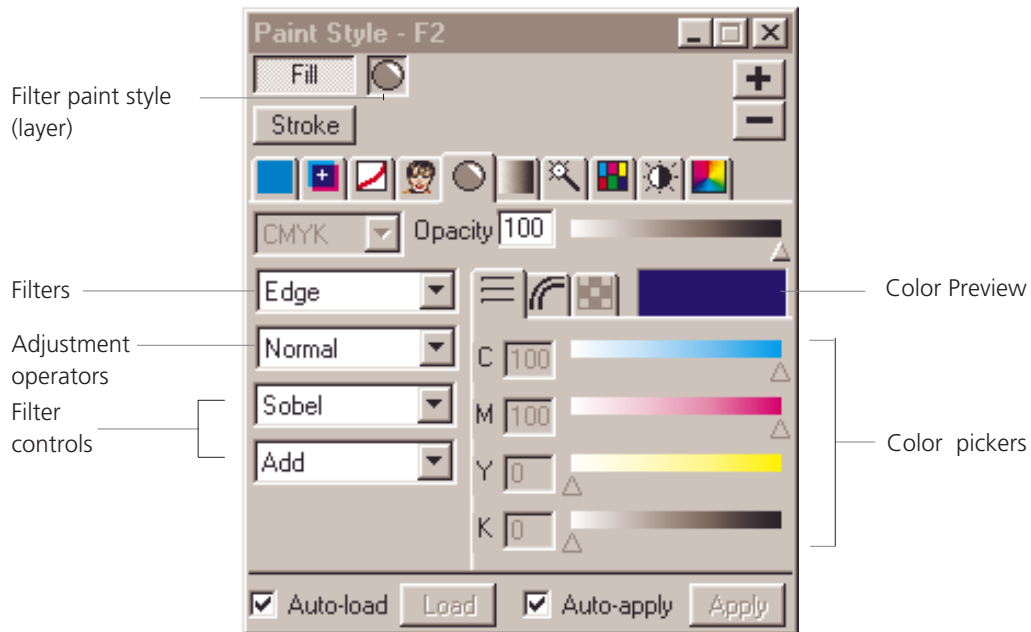 Paint Style - F2
Fill
Filter paint style
(layer)
Stroke
CMYK
Opacity 100
Filters
Edge
Color Preview
Adjustment
operators
Normal
C 100
Filter
controls
Sobel
M 100
Color pickers
Add
Y 0
K 0
Auto-load Load Auto-apply Apply